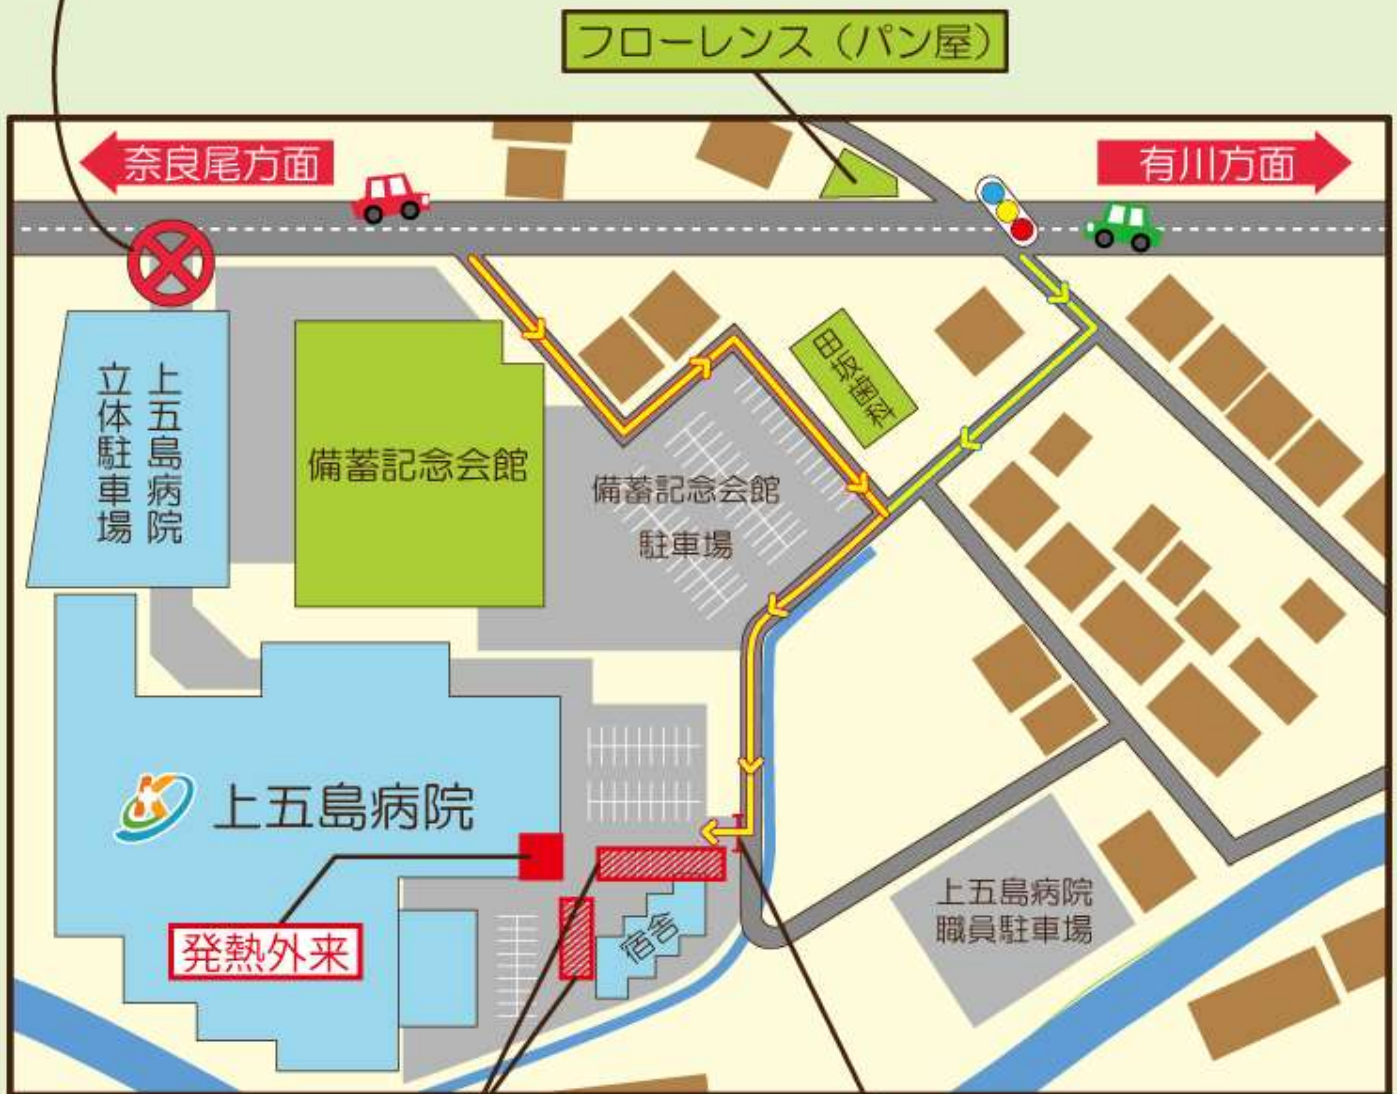 フローレンス（パン屋）
奈良尾方面
有川方面
上五島病院
立体駐車場
備蓄記念会館
備蓄記念会館
駐車場
田坂歯科
上五島病院
発熱外来
宿舎
上五島病院
職員駐車場